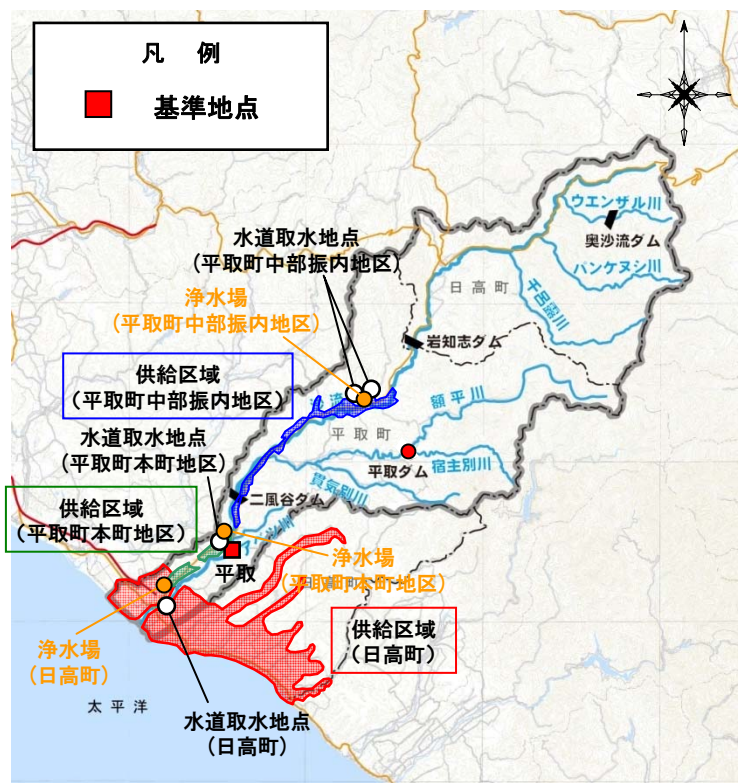 凡 例
基準地点
ウエンザル川
奥沙流ダム
パンケヌシ川
水道取水地点
(平取町中部振内地区)
日高町
千呂露川
浄水場
(平取町中部振内地区)
岩知志ダム
供給区域
(平取町中部振内地区)
額平川
水道取水地点
(平取町本町地区)
平取町
平取ダム
宿主別川
貫気別川
二風谷ダム
供給区域
(平取町本町地区)
平取
浄水場
(平取町本町地区)
供給区域
(日高町)
浄水場
(日高町)
太平洋
水道取水地点
(日高町)